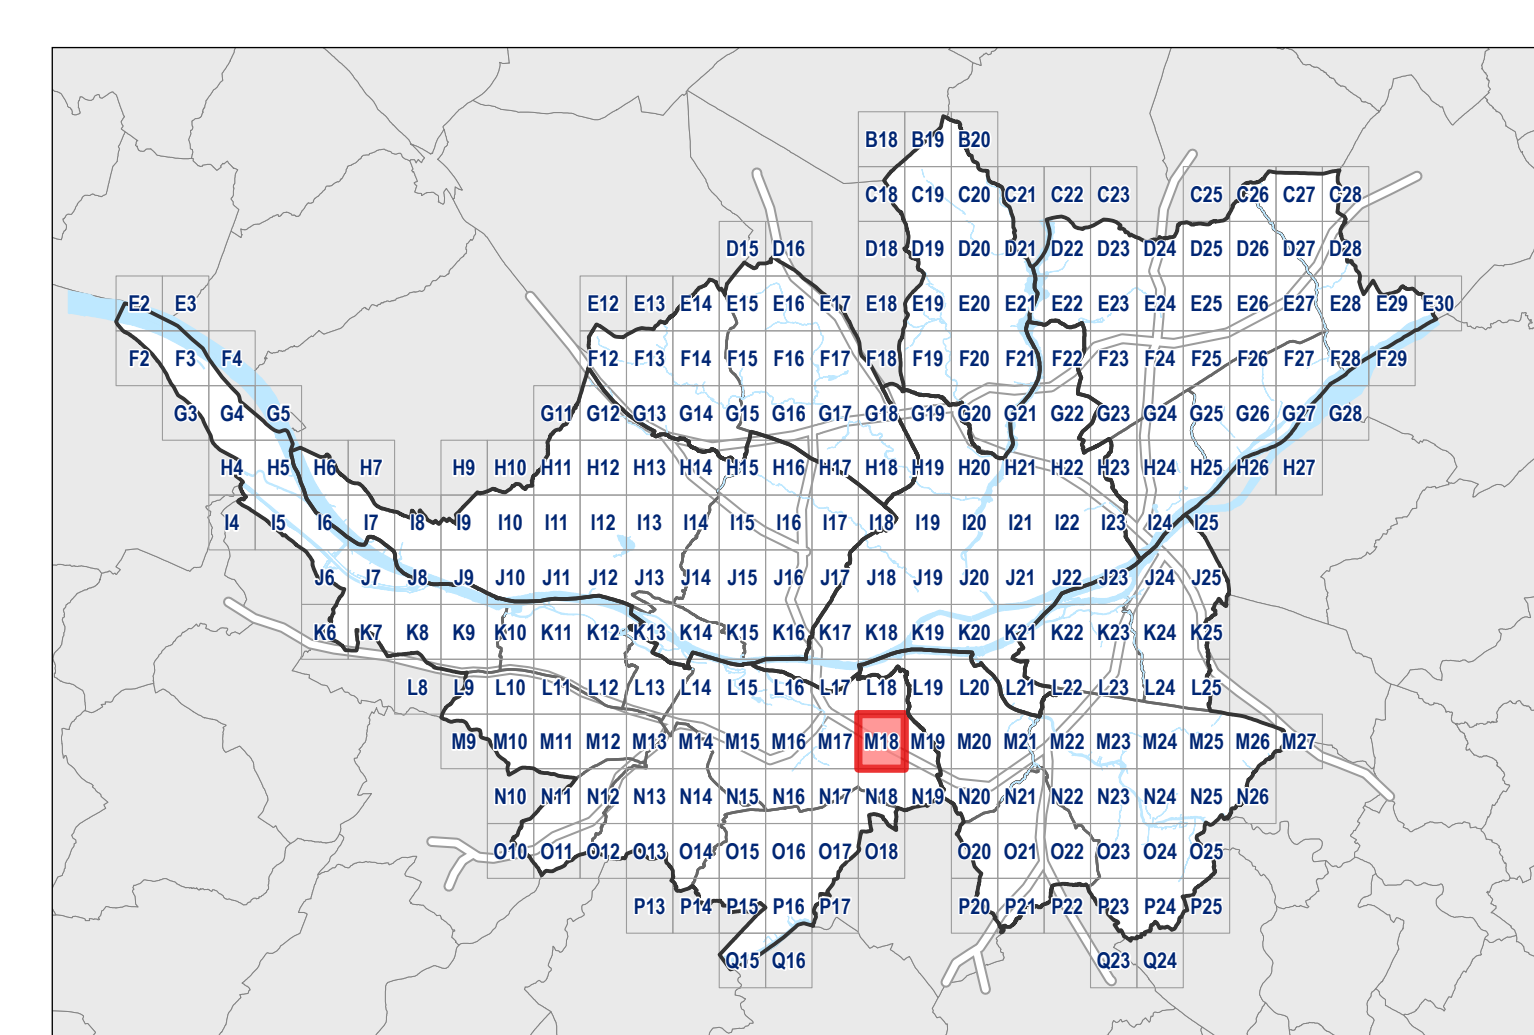 B18 B19 B20
C18 C19 C20 C21 C22 C23 C25 C26 C27 C28
D15 D16 D18 D19 D20 D21 D22 D23 D24 D25 D26 D27 D28
E2 E3 E12 E13 E14 E15 E16 E17 E18 E19 E20 E21 E22 E23 E24 E25 E26 E27 E28 E29 E30
F2 F3 F4 F12 F13 F14 F15 F16 F17 F18 F19 F20 F21 F22 F23 F24 F25 F26 F27 F28 F29
G3 G4 G5 G11 G12 G13 G14 G15 G16 G17 G18 G19 G20 G21 G22 G23 G24 G25 G26 G27 G28
H4 H5 H6 H7 H9 H10 H11 H12 H13 H14 H15 H16 H17 H18 H19 H20 H21 H22 H23 H24 H25 H26 H27
I4 I5 I6 I7 I8 I9 I10 I11 I12 I13 I14 I15 I16 I17 I18 I19 I20 I21 I22 I23 I24 I25
J6 J7 J8 J9 J10 J11 J12 J13 J14 J15 J16 J17 J18 J19 J20 J21 J22 J23 J24 J25
K6 K7 K8 K9 K10 K11 K12 K13 K14 K15 K16 K17 K18 K19 K20 K21 K22 K23 K24 K25
L8 L9 L10 L11 L12 L13 L14 L15 L16 L17 L18 L19 L20 L21 L22 L23 L24 L25
M9 M10 M11 M12 M13 M14 M15 M16 M17 M18 M19 M20 M21 M22 M23 M24 M25 M26 M27
N10 N11 N12 N13 N14 N15 N16 N17 N18 N19 N20 N21 N22 N23 N24 N25 N26
O10 O11 O12 O13 O14 O15 O16 O17 O18 O20 O21 O22 O23 O24 O25
P13 P14 P15 P16 P17 P20 P21 P22 P23 P24 P25
Q15 Q16 Q23 Q24